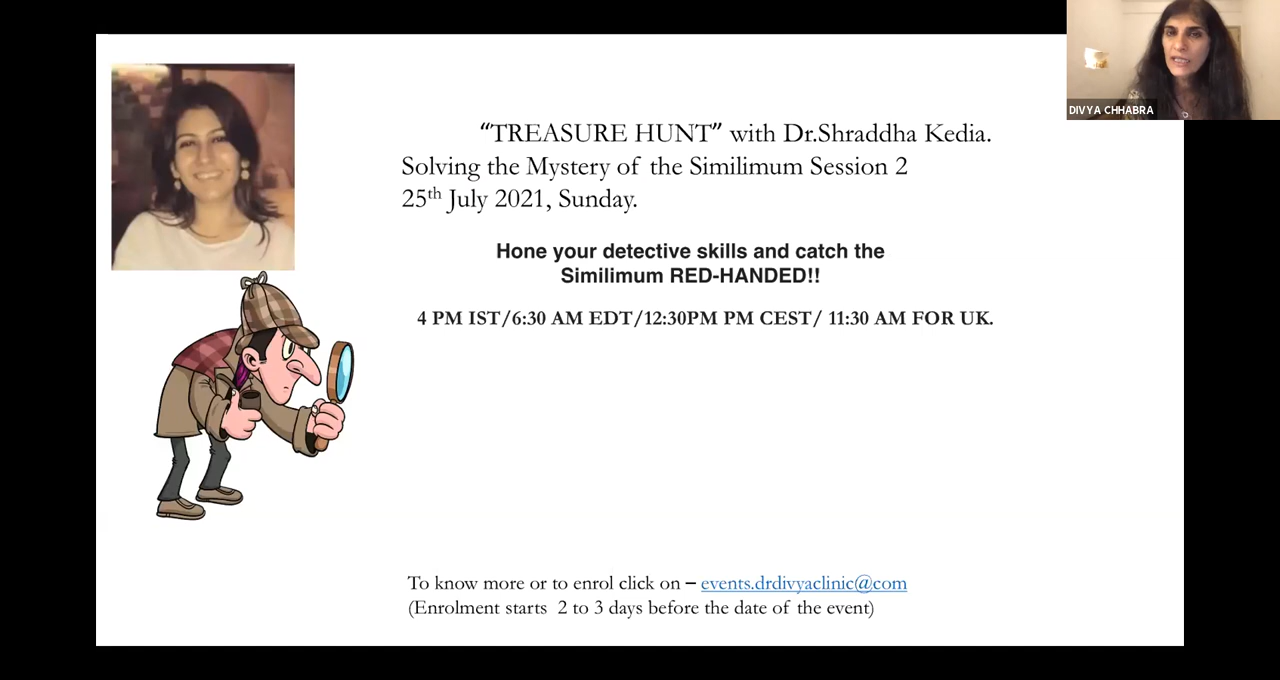 DIVYA CHHABRA
“TREASURE HUNT” with Dr.Shraddha Kedia.
Solving the Mystery of the Similimum Session 2
25th July 2021, Sunday.
Hone your detective skills and catch the
Similimum RED-HANDED!!
4 PM IST/6:30 AM EDT/12:30PM PM CEST/ 11:30 AM FOR UK.
To know more or to enrol click on – events.drdivyaclinic@com
(Enrolment starts 2 to 3 days before the date of the event)